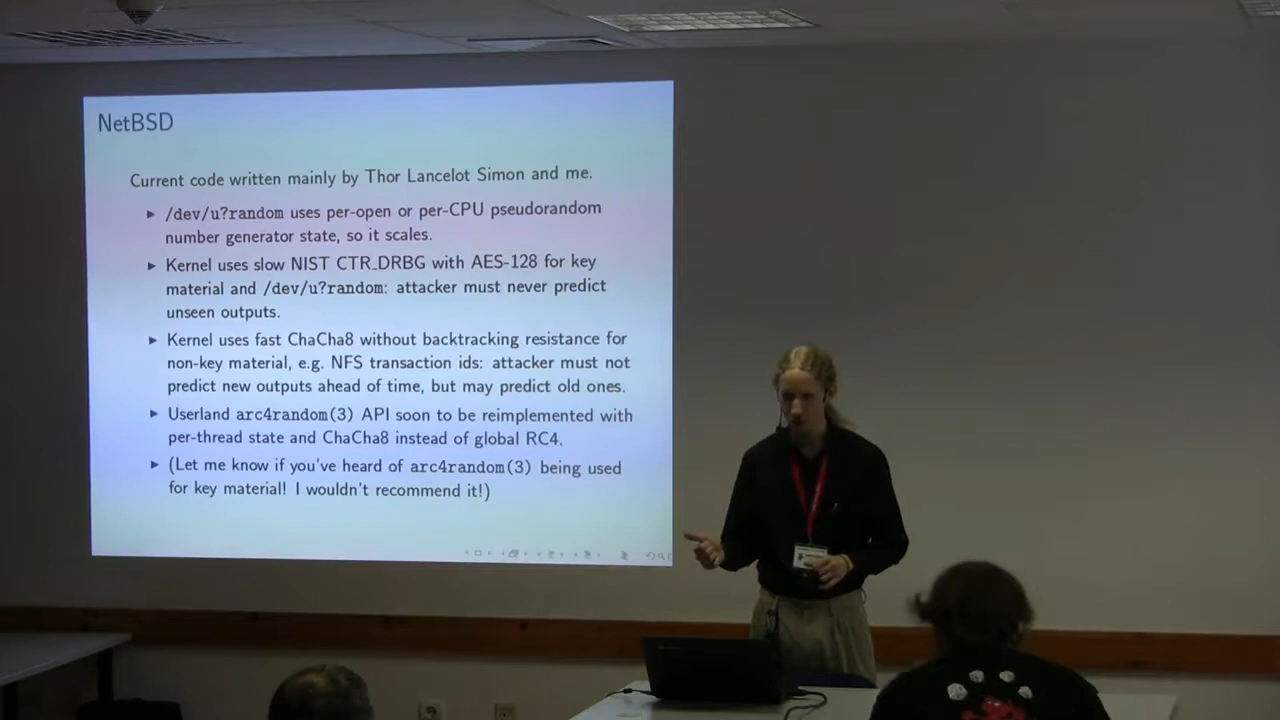 NetBSD
Current code written mainly by Thor Lancelot Simon and me.
▶ /dev/u?random uses per-open or per-CPU pseudorandom
number generator state, so it scales.
▶ Kernel uses slow NIST CTR_DRBG with AES-128 for key
material and /dev/u?random: attacker must never predict
unseen outputs.
▶ Kernel uses fast ChaCha8 without backtracking resistance for
non-key material, e.g. NFS transaction ids: attacker must not
predict new outputs ahead of time, but may predict old ones.
▶ Userland arc4random(3) API soon to be reimplemented with
per-thread state and ChaCha8 instead of global RC4.
▶ (Let me know if you've heard of arc4random(3) being used
for key material! I wouldn't recommend it!)